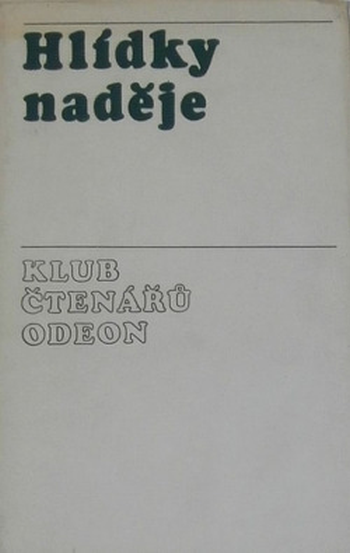 Hlídky
naděje
KLUB
ČTENÁŘŮ
ODEON